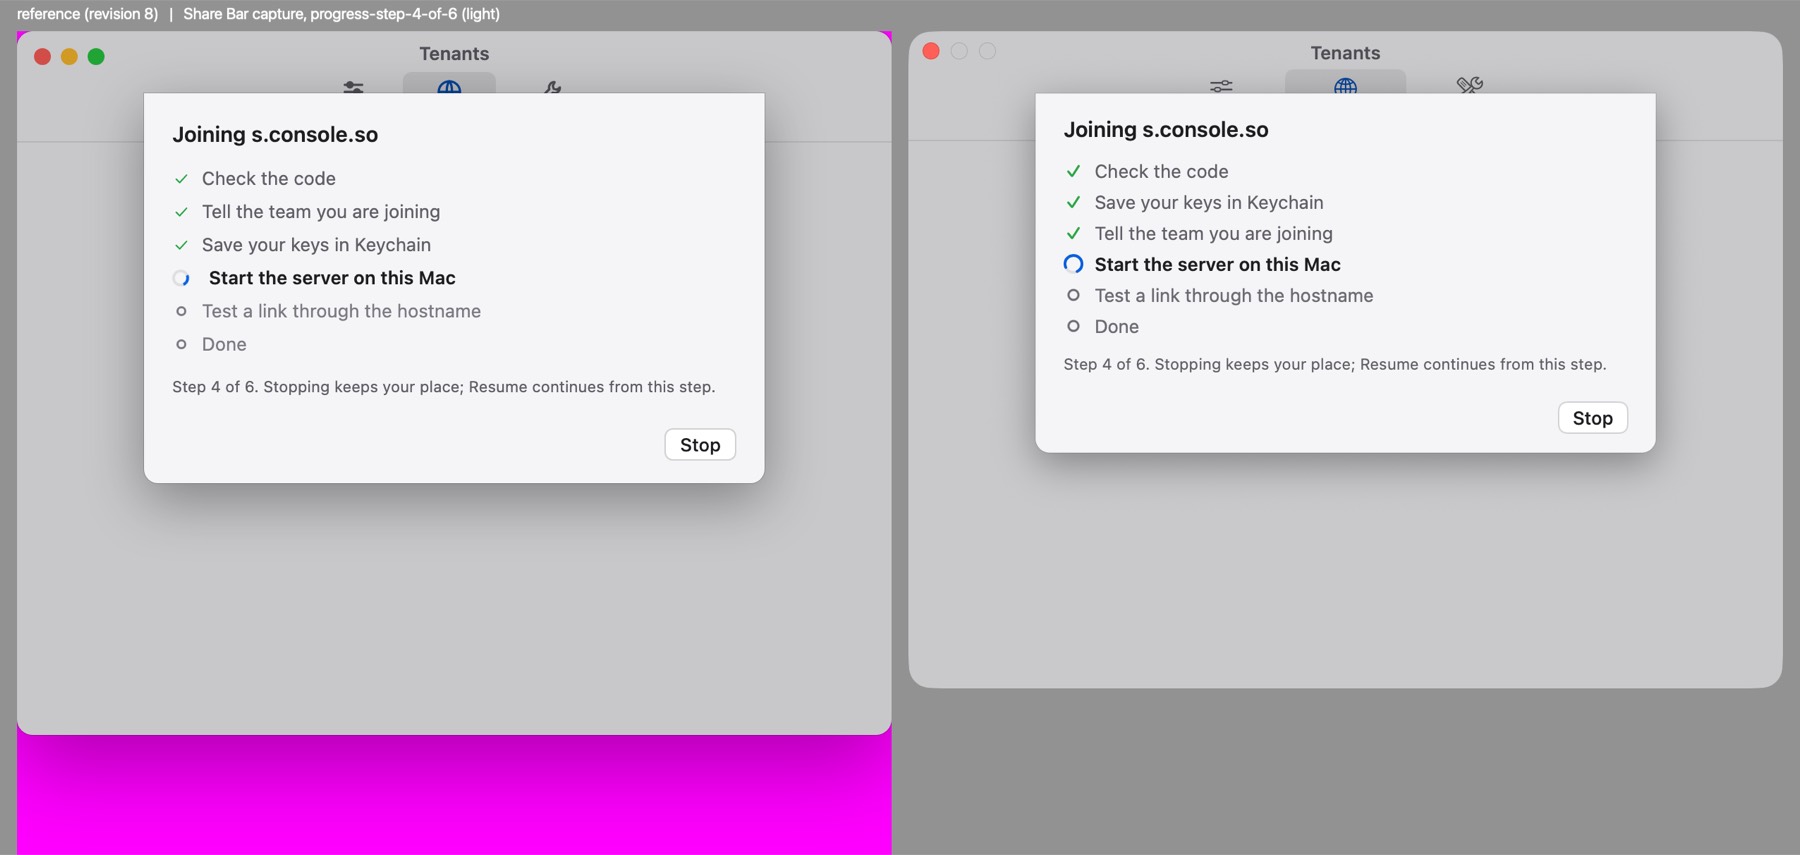 reference (revision 8) | Share Bar capture, progress-step-4-of-6 (light)
Tenants
Joining s.console.so
Check the code
Tell the team you are joining
Save your keys in Keychain
Start the server on this Mac
Test a link through the hostname
Done
Step 4 of 6. Stopping keeps your place; Resume continues from this step.
Stop
Tenants
Joining s.console.so
Check the code
Save your keys in Keychain
Tell the team you are joining
Start the server on this Mac
Test a link through the hostname
Done
Step 4 of 6. Stopping keeps your place; Resume continues from this step.
Stop